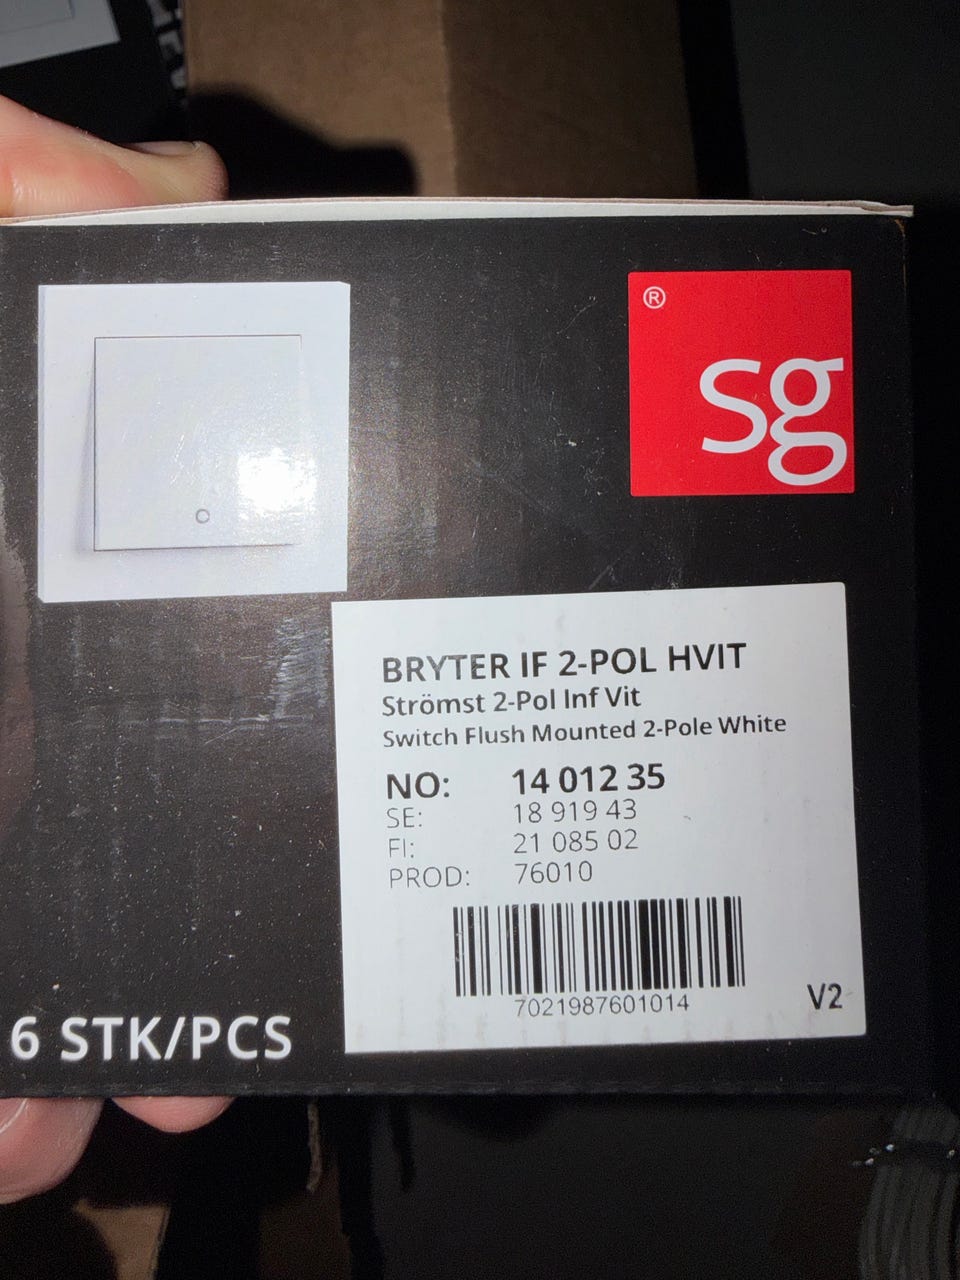 ®
sg
BRYTER IF 2-POL HVIT
Strömst 2-Pol Inf Vit
Switch Flush Mounted 2-Pole White
NO: 14 012 35
SE: 18 919 43
FI: 21 085 02
PROD: 76010
7021987601014
V2
6 STK/PCS